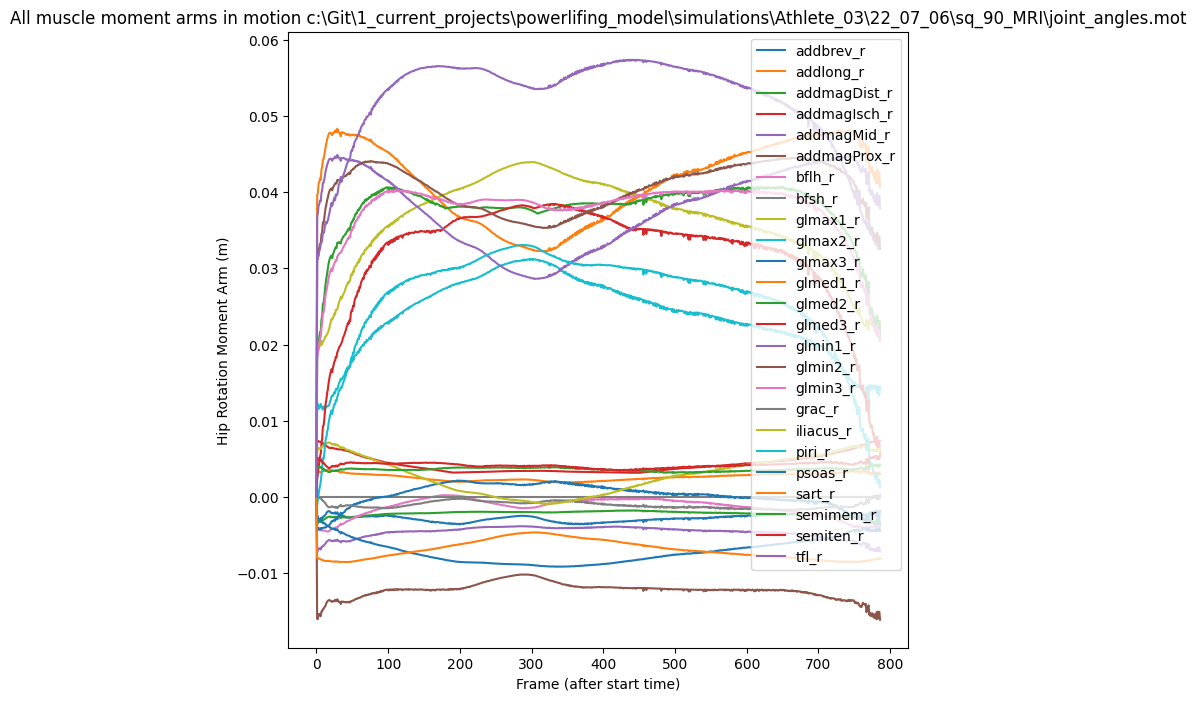 All muscle moment arms in motion c:\Git\1_current_projects\powerlifing_model\simulations\Athlete_03\22_07_06\sq_90_MRI\joint_angles.mot
Hip Rotation Moment Arm (m)
0.06
0.05
0.04
0.03
0.02
0.01
0.00
−0.01
addbrev_r
addlong_r
addmagDist_r
addmagIsch_r
addmagMid_r
addmagProx_r
bflh_r
bfsh_r
glmax1_r
glmax2_r
glmax3_r
glmed1_r
glmed2_r
glmed3_r
glmin1_r
glmin2_r
glmin3_r
grac_r
iliacus_r
piri_r
psoas_r
sart_r
semimem_r
semiten_r
tfl_r
0 100 200 300 400 500 600 700 800
Frame (after start time)